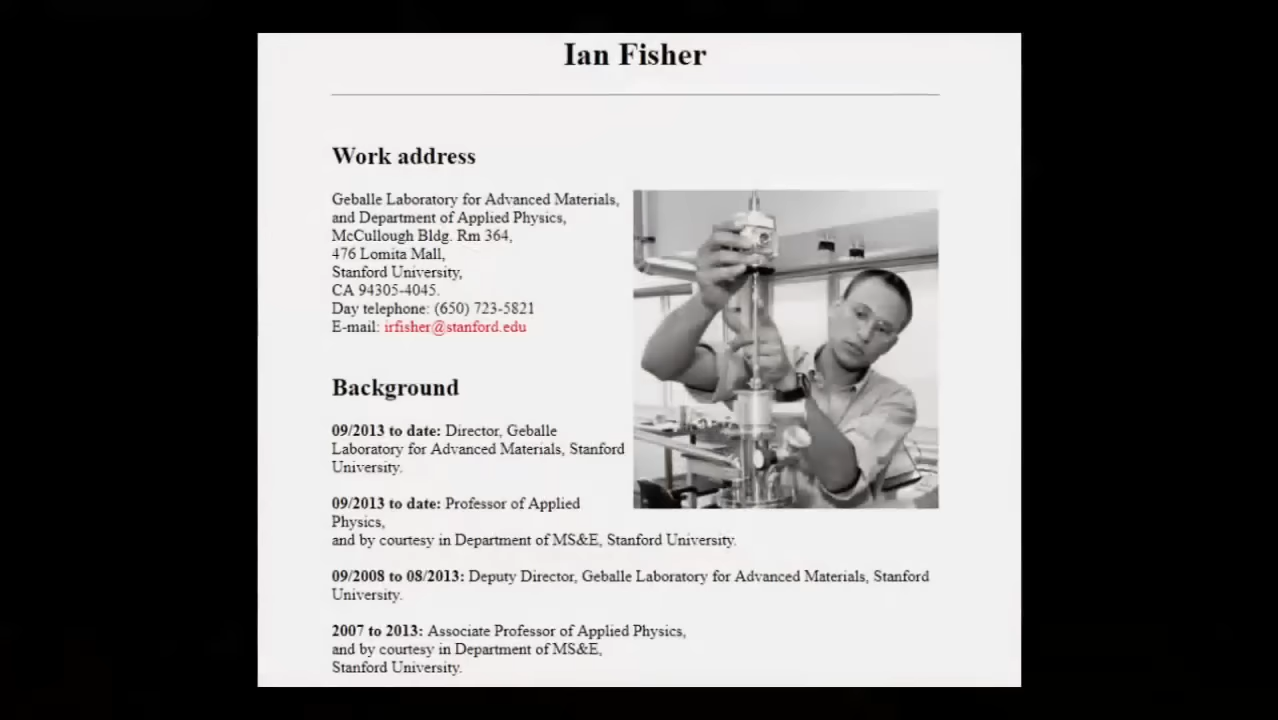 Ian Fisher
Work address
Geballe Laboratory for Advanced Materials,
and Department of Applied Physics,
McCullough Bldg. Rm 364,
476 Lomita Mall,
Stanford University,
CA 94305-4045.
Day telephone: (650) 723-5821
E-mail: irfisher@stanford.edu
Background
09/2013 to date: Director, Geballe
Laboratory for Advanced Materials, Stanford
University.
09/2013 to date: Professor of Applied
Physics,
and by courtesy in Department of MS&E, Stanford University.
09/2008 to 08/2013: Deputy Director, Geballe Laboratory for Advanced Materials, Stanford
University.
2007 to 2013: Associate Professor of Applied Physics,
and by courtesy in Department of MS&E,
Stanford University.